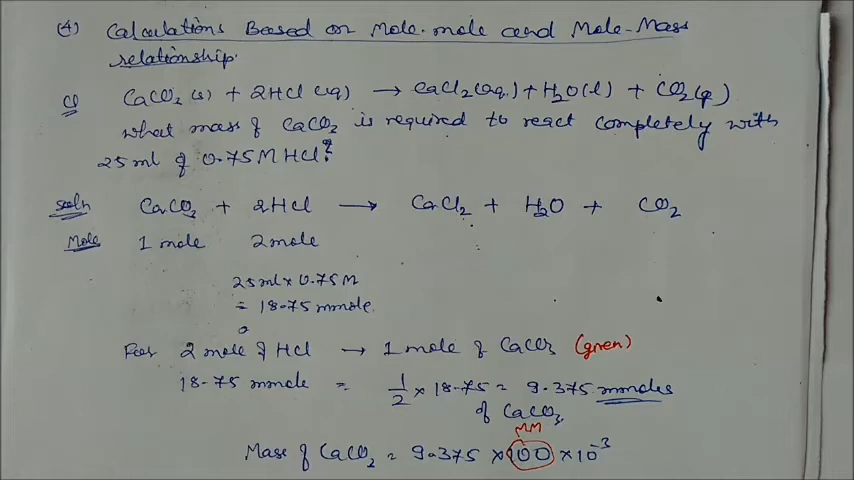 (4) Calculations Based on Mole-mole and Mole-Mass
relationship.
Q CaCO3(s) + 2HCl (aq) → CaCl2(aq) + H2O(l) + CO2(g)
what mass of CaCO3 is required to react completely with
25 ml of 0.75 M HCl?
Soln CaCO3 + 2HCl → CaCl2 + H2O + CO2
Mole 1 mole 2 mole
25 ml × 0.75 M
= 18.75 mmole
For 2 mole of HCl → 1 mole of CaCO3 (given)
18.75 mmole = 1/2 × 18.75 = 9.375 mmoles
of CaCO3
MM
Mass of CaCO3 = 9.375 × 100 × 10-3